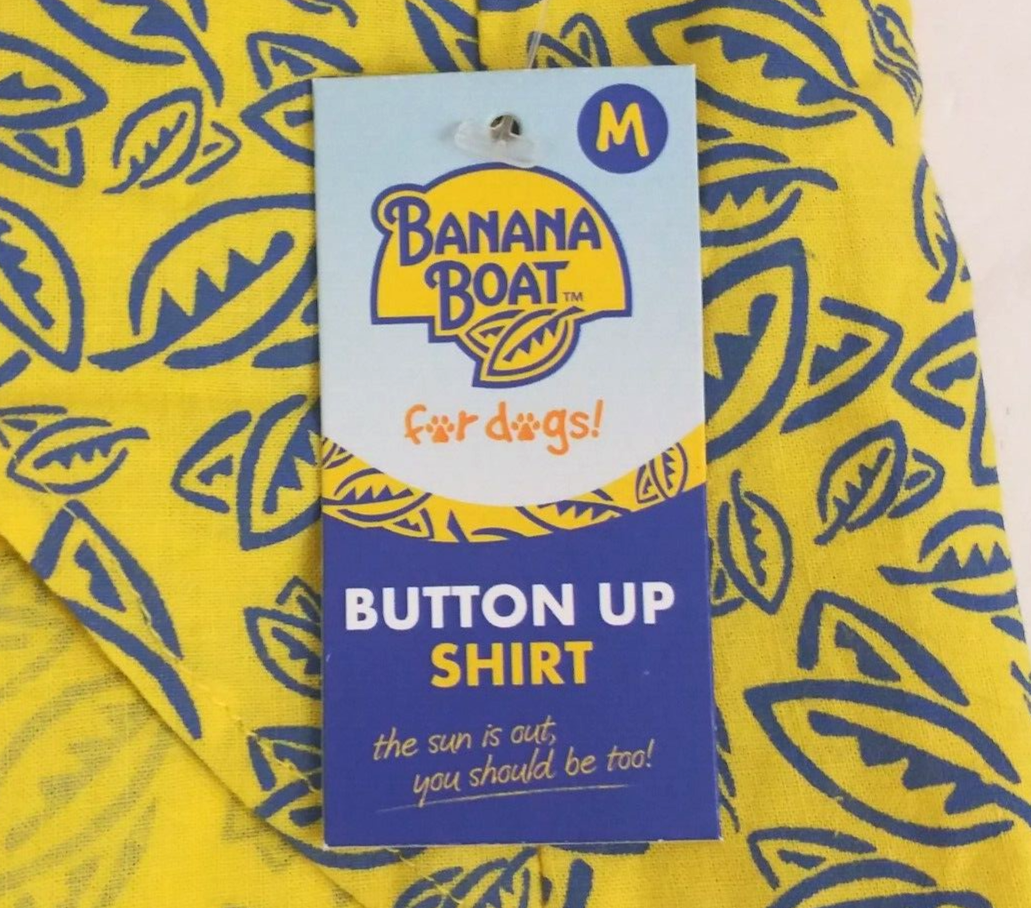 M
BANANA
BOAT™
for dogs!
BUTTON UP
SHIRT
the sun is out,
you should be too!